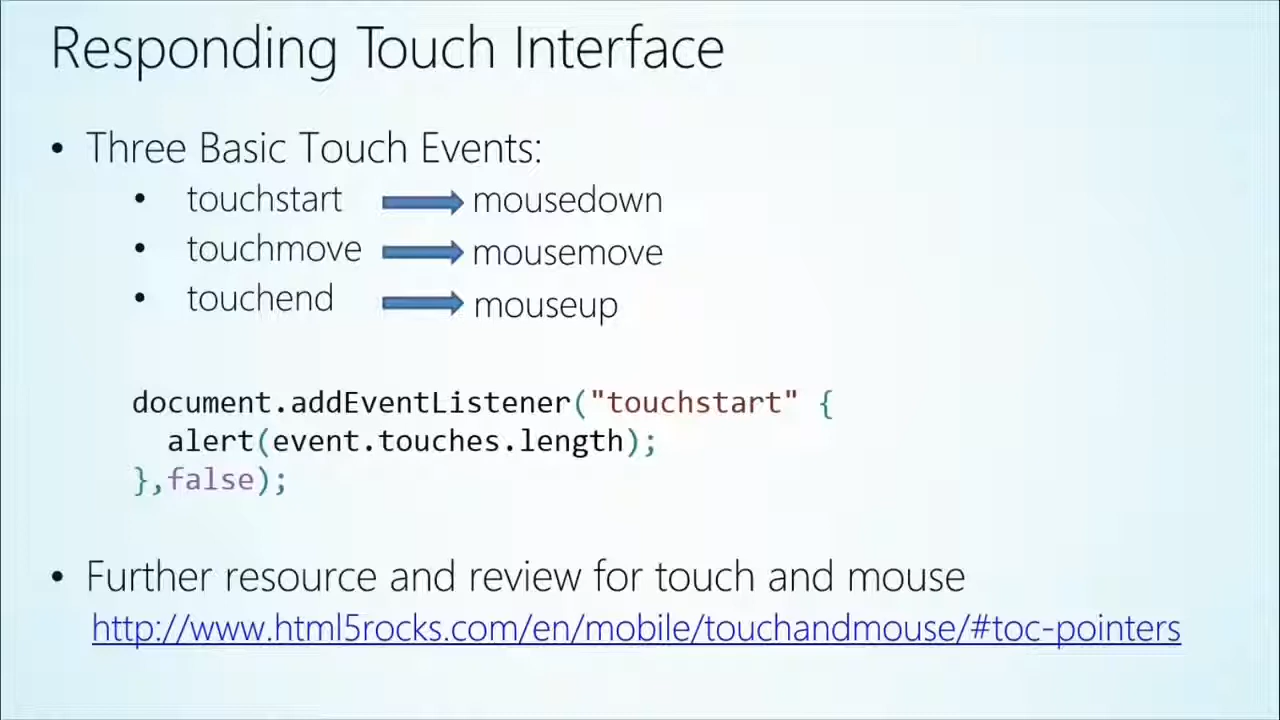 Responding Touch Interface
• Three Basic Touch Events:
• touchstart mousedown
• touchmove mousemove
• touchend mouseup
document.addEventListener("touchstart" {
alert(event.touches.length);
},false);
• Further resource and review for touch and mouse
http://www.html5rocks.com/en/mobile/touchandmouse/#toc-pointers